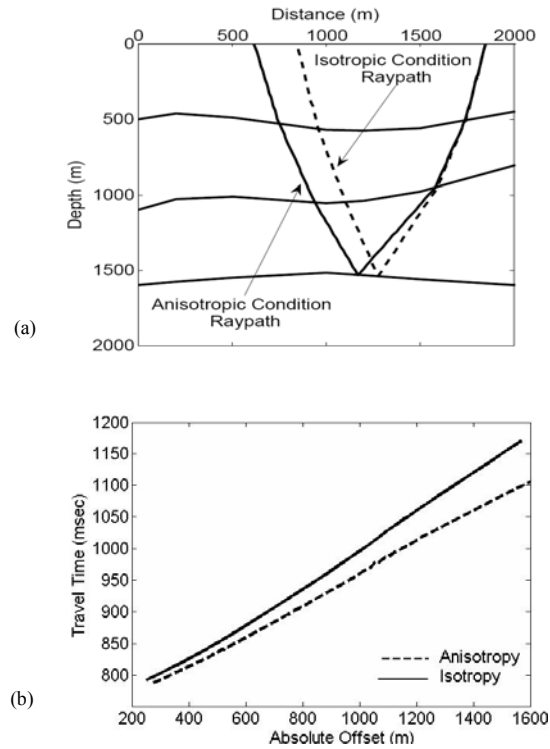 Distance (m)
0 500 1000 1500 2000
0
Isotropic Condition
Raypath
500
Depth (m)
1000
1500
Anisotropic Condition
Raypath
2000
(a)
1200
1150
1100
1050
1000
950
900
850
800
Travel Time (msec)
Anisotropy
Isotropy
200 400 600 800 1000 1200 1400 1600
Absolute Offset (m)
(b)